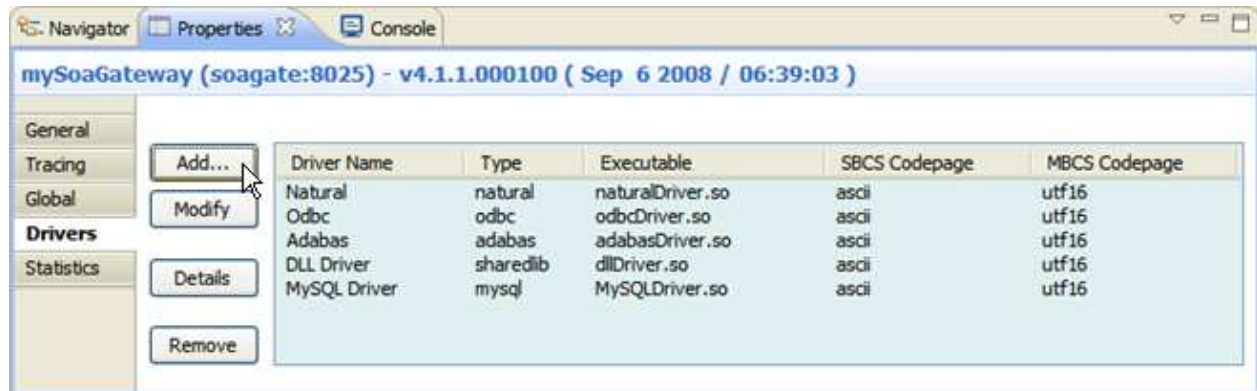 Navigator Properties Console
mySoaGateway (soagate:8025) - v4.1.1.000100 ( Sep 6 2008 / 06:39:03 )
General
Tracing
Global
Drivers
Statistics
Add...
Modify
Details
Remove
Driver Name Type Executable SBCS Codepage MBCS Codepage
Natural natural naturalDriver.so ascii utf16
Odbc odbc odbcDriver.so ascii utf16
Adabas adabas adabasDriver.so ascii utf16
DLL Driver sharedlib dllDriver.so ascii utf16
MySQL Driver mysql MySQLDriver.so ascii utf16